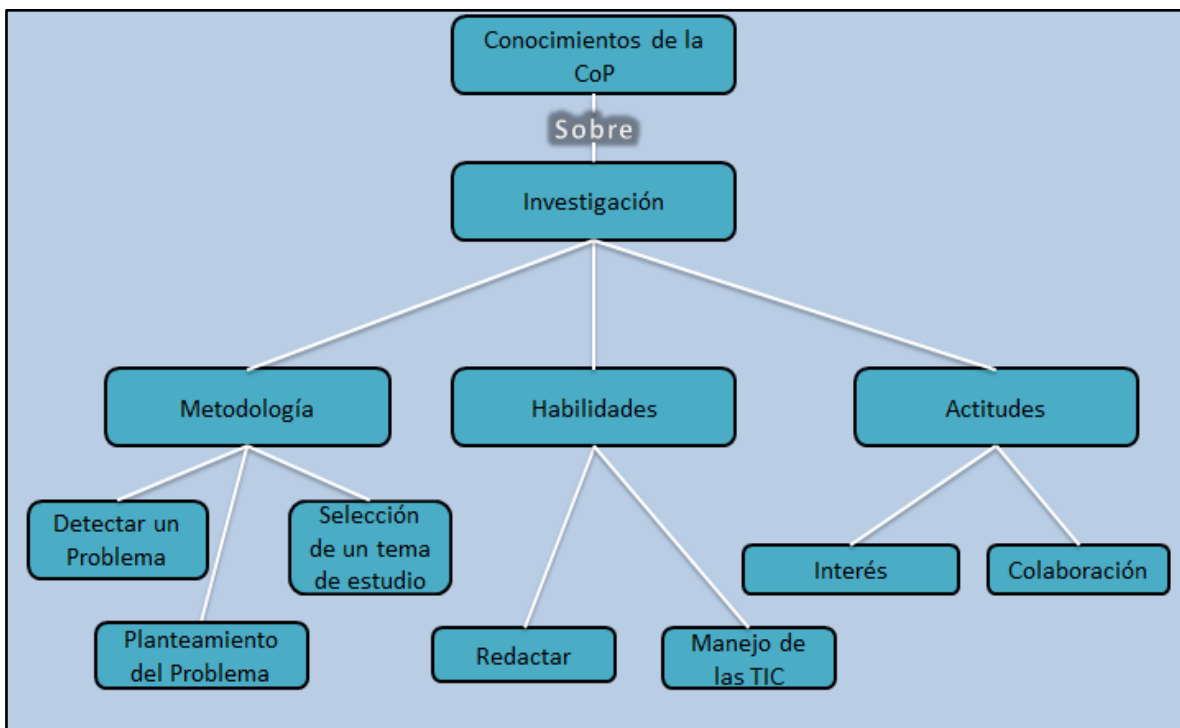 Conocimientos de la
CoP
Sobre
Investigación
Metodología
Habilidades
Actitudes
Detectar un
Problema
Selección
de un tema
de estudio
Interés
Colaboración
Planteamiento
del Problema
Redactar
Manejo de
las TIC